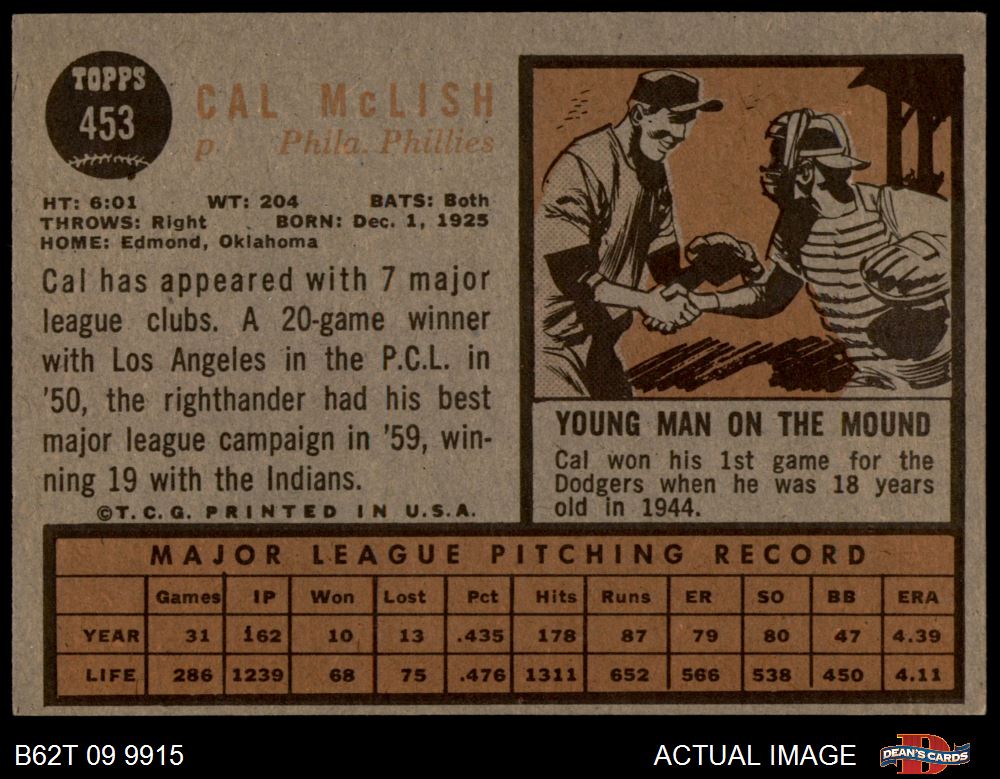 TOPPS
453
CAL McLISH
p. Phila. Phillies
HT: 6:01 WT: 204 BATS: Both
THROWS: Right BORN: Dec. 1, 1925
HOME: Edmond, Oklahoma
Cal has appeared with 7 major
league clubs. A 20-game winner
with Los Angeles in the P.C.L. in
'50, the righthander had his best
major league campaign in '59, win-
ning 19 with the Indians.
©T.C.G. PRINTED IN U.S.A.
YOUNG MAN ON THE MOUND
Cal won his 1st game for the
Dodgers when he was 18 years
old in 1944.
MAJOR LEAGUE PITCHING RECORD
Games IP Won Lost Pct Hits Runs ER SO BB ERA
YEAR 31 162 10 13 .435 178 87 79 80 47 4.39
LIFE 286 1239 68 75 .476 1311 652 566 538 450 4.11
B62T 09 9915
ACTUAL IMAGE
D
DEAN'S CARDS